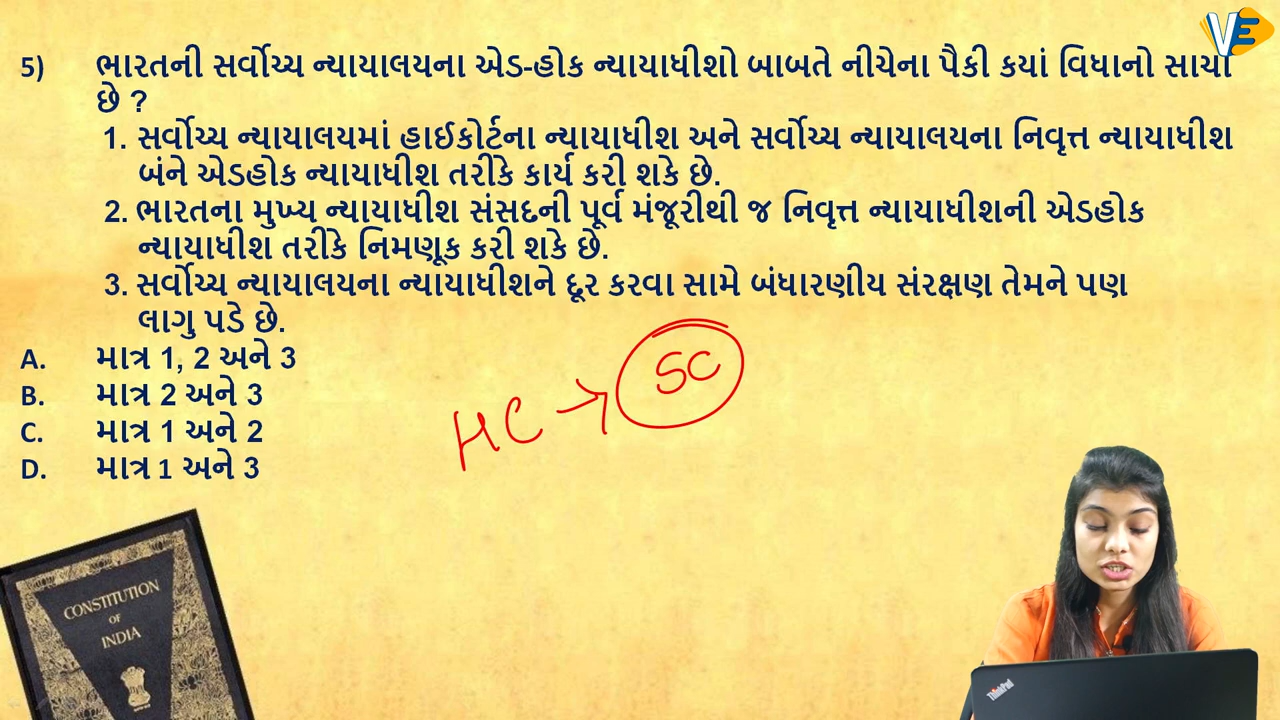 VE
5) ભારતની સર્વોચ્ચ ન્યાયાલયના એડ-હોક ન્યાયાધીશો બાબતે નીચેના પૈકી કયાં વિધાનો સાચા
છે ?
1. સર્વોચ્ચ ન્યાયાલયમાં હાઈકોર્ટના ન્યાયાધીશ અને સર્વોચ્ચ ન્યાયાલયના નિવૃત્ત ન્યાયાધીશ
બંને એડહોક ન્યાયાધીશ તરીકે કાર્ય કરી શકે છે.
2. ભારતના મુખ્ય ન્યાયાધીશ સંસદની પૂર્વ મંજૂરીથી જ નિવૃત્ત ન્યાયાધીશની એડહોક
ન્યાયાધીશ તરીકે નિમણૂક કરી શકે છે.
3. સર્વોચ્ચ ન્યાયાલયના ન્યાયાધીશને દૂર કરવા સામે બંધારણીય સંરક્ષણ તેમને પણ
લાગુ પડે છે.
A. માત્ર 1, 2 અને 3
B. માત્ર 2 અને 3
C. માત્ર 1 અને 2
D. માત્ર 1 અને 3
HC → SC
CONSTITUTION
OF
INDIA
ThinkPad